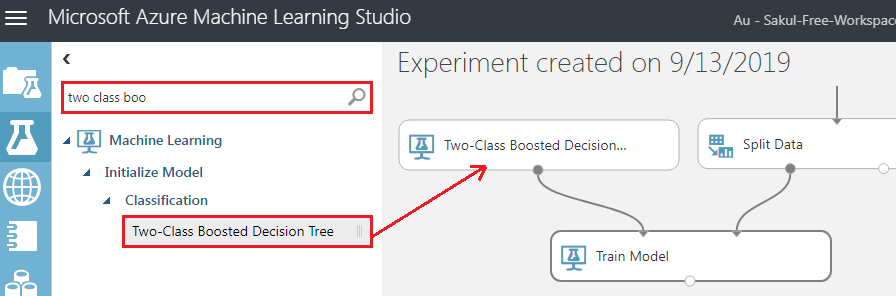 Microsoft Azure Machine Learning Studio
Au - Sakul-Free-Workspace
Experiment created on 9/13/2019
two class boo
Machine Learning
Initialize Model
Classification
Two-Class Boosted Decision Tree
Two-Class Boosted Decision...
Split Data
Train Model